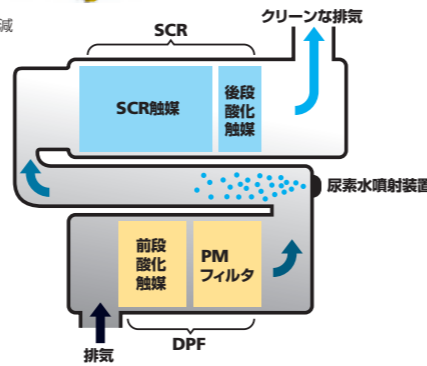 減
クリーンな排気
SCR
SCR触媒
後段
酸化
触媒
尿素水噴射装置
前段
酸化
触媒
PM
フィルタ
排気
DPF